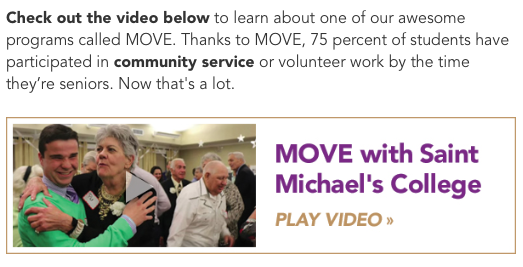 Check out the video below to learn about one of our awesome
programs called MOVE. Thanks to MOVE, 75 percent of students have
participated in community service or volunteer work by the time
they’re seniors. Now that's a lot.
MOVE with Saint
Michael's College
PLAY VIDEO »